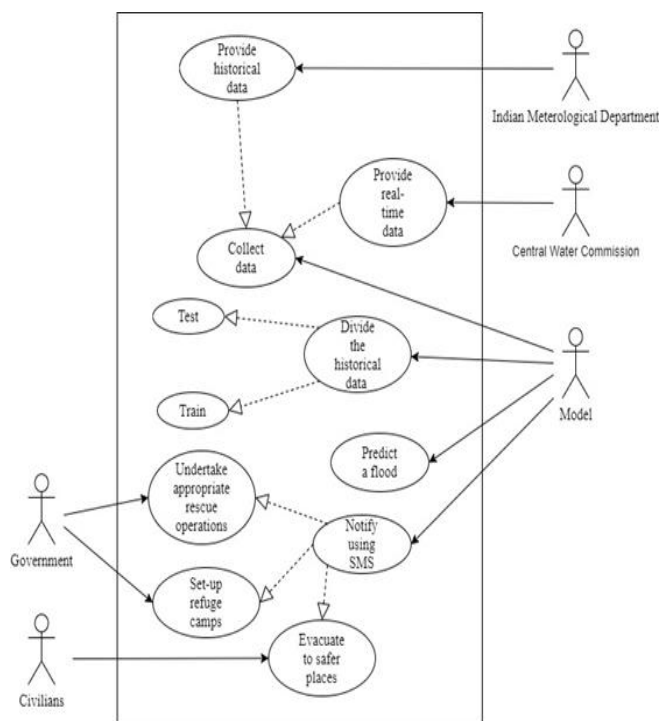 Provide
historical
data
Indian Meterological Department
Provide
real-
time
data
Central Water Commission
Collect
data
Test
Divide
the
historical
data
Train
Model
Predict
a flood
Undertake
appropriate
rescue
operations
Notify
using
SMS
Government
Set-up
refuge
camps
Evacuate
to safer
places
Civilians